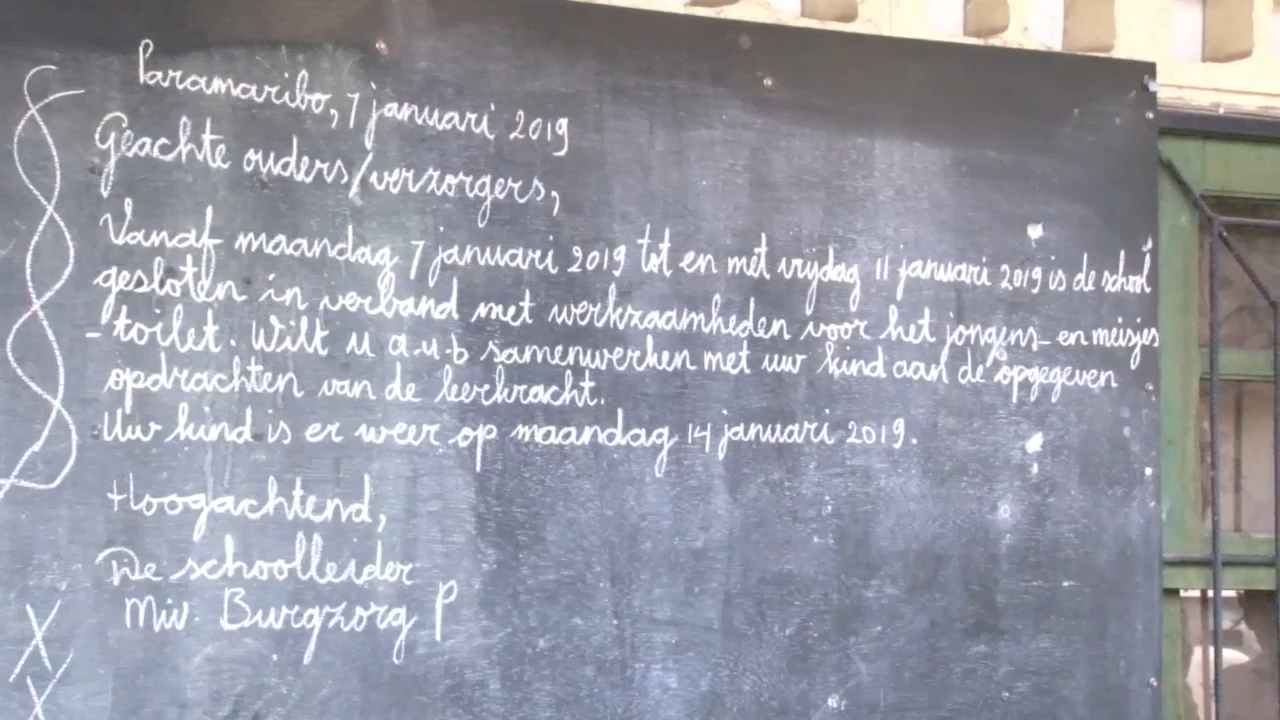 Paramaribo, 7 januari 2019
Geachte ouders/verzorgers,
Vanaf maandag 7 januari 2019 tot en met vrijdag 11 januari 2019 is de school
gesloten in verband met werkzaamheden voor het jongens- en meisjes
-toilet. Wilt u a.u.b samenwerken met uw kind aan de opgegeven
opdrachten van de leerkracht.
Uw kind is er weer op maandag 14 januari 2019.
Hoogachtend,
De schoolleider
Mw. Burgzorg P